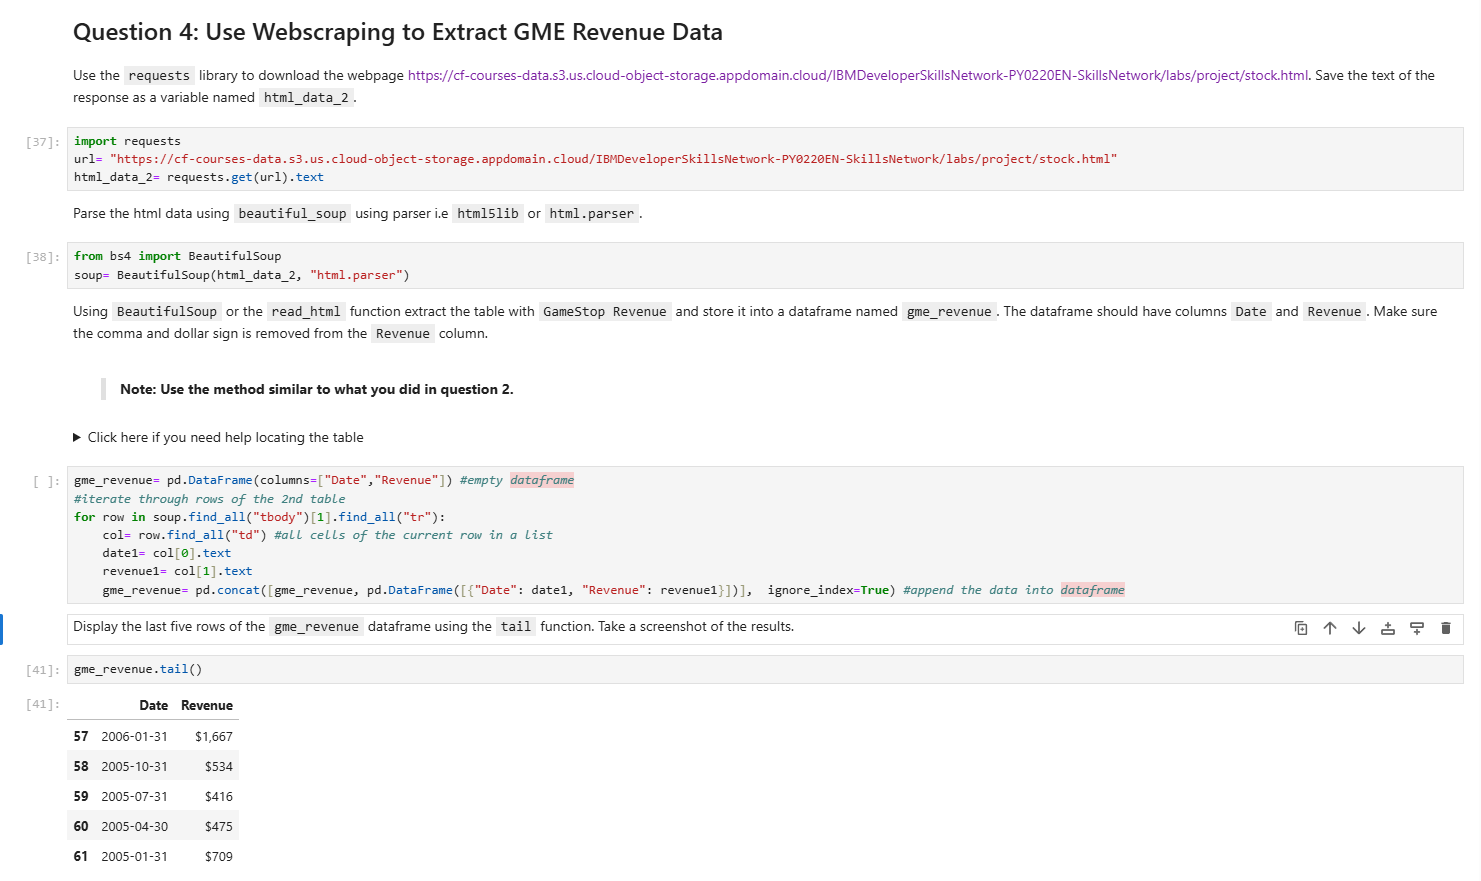 Question 4: Use Webscraping to Extract GME Revenue Data
Use the requests library to download the webpage https://cf-courses-data.s3.us.cloud-object-storage.appdomain.cloud/IBMDeveloperSkillsNetwork-PY0220EN-SkillsNetwork/labs/project/stock.html. Save the text of the
response as a variable named html_data_2.
[37]: import requests
url= "https://cf-courses-data.s3.us.cloud-object-storage.appdomain.cloud/IBMDeveloperSkillsNetwork-PY0220EN-SkillsNetwork/labs/project/stock.html"
html_data_2= requests.get(url).text
Parse the html data using beautiful_soup using parser i.e html5lib or html.parser.
[38]: from bs4 import BeautifulSoup
soup= BeautifulSoup(html_data_2, "html.parser")
Using BeautifulSoup or the read_html function extract the table with GameStop Revenue and store it into a dataframe named gme_revenue. The dataframe should have columns Date and Revenue. Make sure
the comma and dollar sign is removed from the Revenue column.
Note: Use the method similar to what you did in question 2.
▶ Click here if you need help locating the table
[ ]: gme_revenue= pd.DataFrame(columns=["Date","Revenue"]) #empty dataframe
#iterate through rows of the 2nd table
for row in soup.find_all("tbody")[1].find_all("tr"):
    col= row.find_all("td") #all cells of the current row in a list
    date1= col[0].text
    revenue1= col[1].text
    gme_revenue= pd.concat([gme_revenue, pd.DataFrame([{"Date": date1, "Revenue": revenue1}])],  ignore_index=True) #append the data into dataframe
Display the last five rows of the gme_revenue dataframe using the tail function. Take a screenshot of the results.
[41]: gme_revenue.tail()
[41]: Date Revenue
57 2006-01-31 $1,667
58 2005-10-31 $534
59 2005-07-31 $416
60 2005-04-30 $475
61 2005-01-31 $709